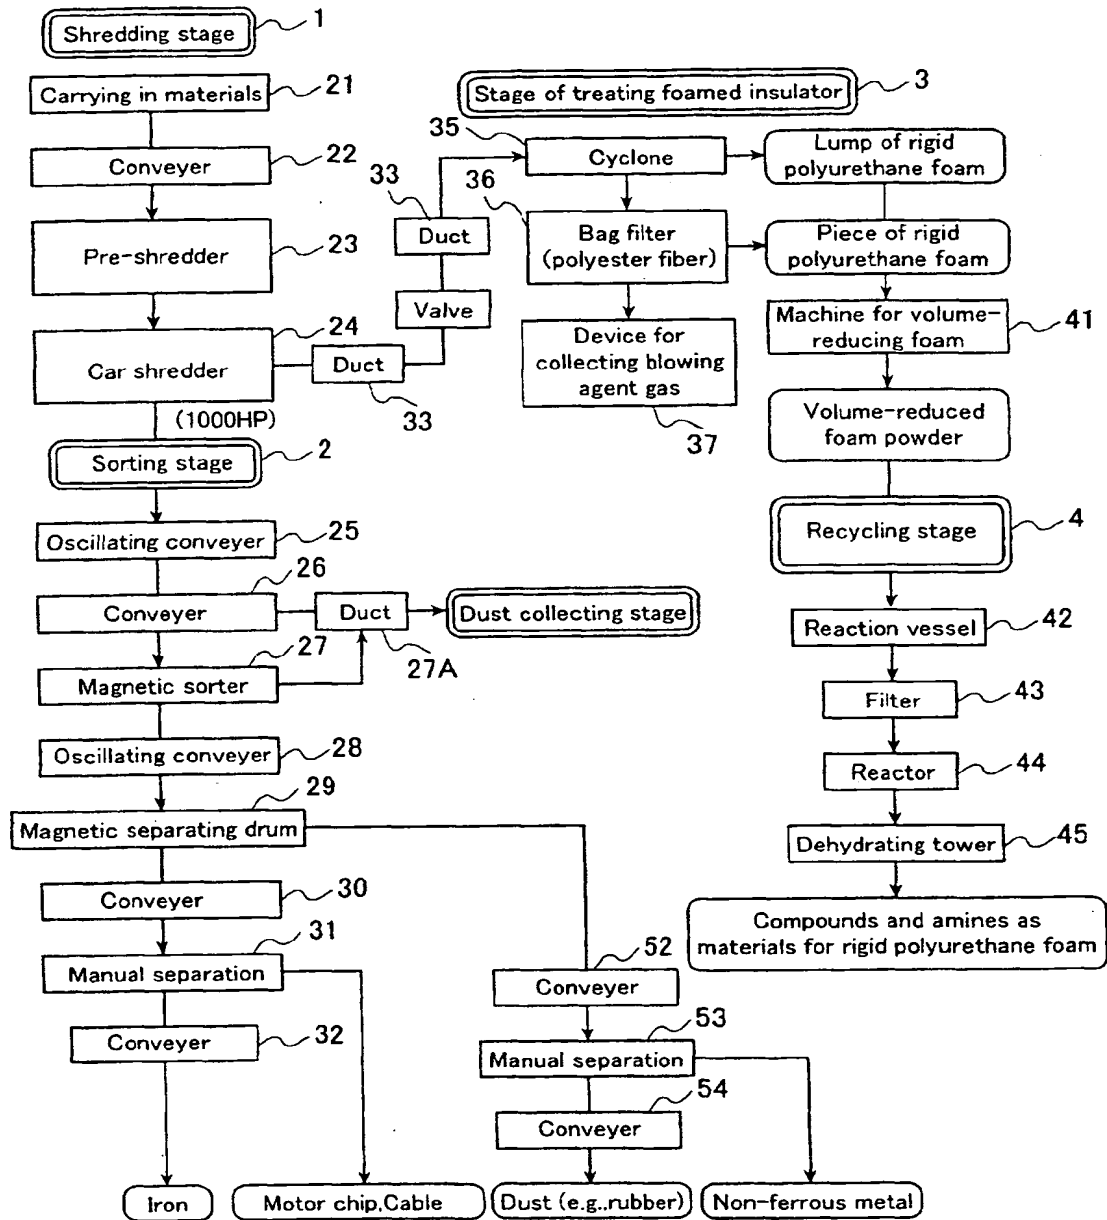 Shredding stage
1
Carrying in materials
21
Conveyer
22
Pre-shredder
23
Car shredder
24
(1000HP)
Duct
33
Valve
Duct
33
Stage of treating foamed insulator
3
35
Cyclone
36
Bag filter
(polyester fiber)
Device for
collecting blowing
agent gas
37
Lump of rigid
polyurethane foam
Piece of rigid
polyurethane foam
Machine for volume-
reducing foam
41
Volume-reduced
foam powder
Recycling stage
4
Reaction vessel
42
Filter
43
Reactor
44
Dehydrating tower
45
Compounds and amines as
materials for rigid polyurethane foam
Sorting stage
2
Oscillating conveyer
25
26
Conveyer
Duct
27A
Dust collecting stage
27
Magnetic sorter
Oscillating conveyer
28
29
Magnetic separating drum
Conveyer
30
31
Manual separation
Conveyer
32
52
Conveyer
53
Manual separation
54
Conveyer
Iron
Motor chip,Cable
Dust (e.g.,rubber)
Non-ferrous metal